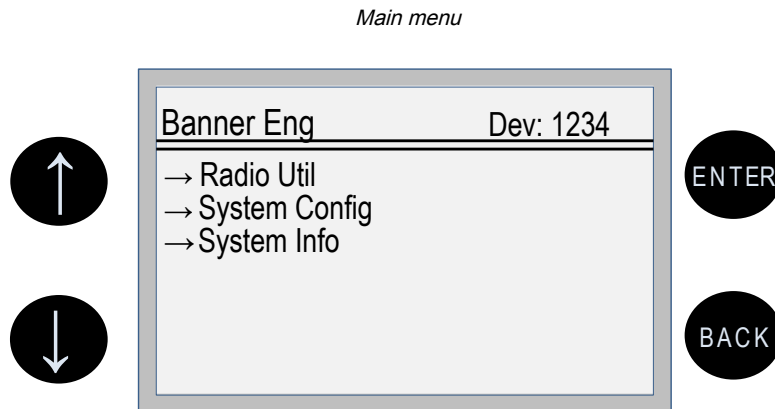 Main menu
Banner Eng Dev: 1234
→ Radio Util
→ System Config
→ System Info
↑
ENTER
↓
BACK